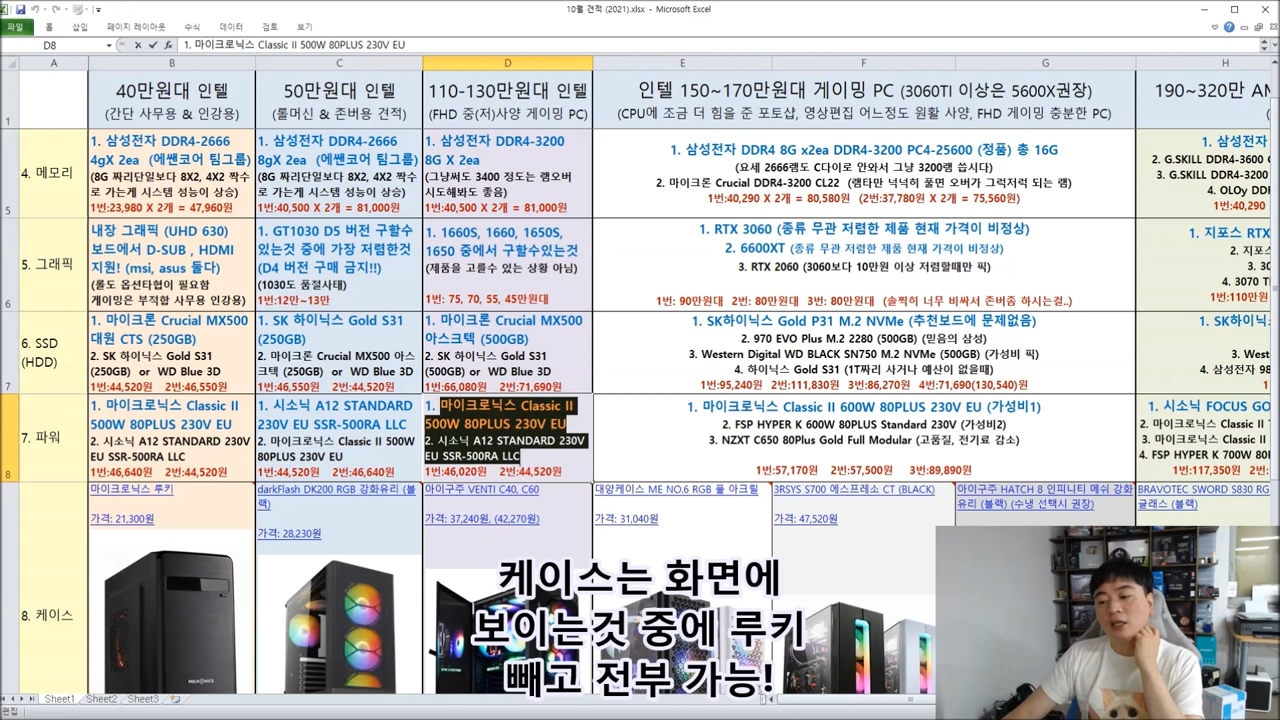 10월 견적 (2021).xlsx - Microsoft Excel
파일 홈 삽입 페이지 레이아웃 수식 데이터 검토 보기
D8 fx 1. 마이크로닉스 Classic II 500W 80PLUS 230V EU
A B C D E F G H
1
40만원대 인텔
(간단 사무용 & 인강용)
50만원대 인텔
(롤머신 & 존버용 견적)
110-130만원대 인텔
(FHD 중(저)사양 게이밍 PC)
인텔 150~170만원대 게이밍 PC (3060TI 이상은 5600X권장)
(CPU에 조금 더 힘을 준 포토샵, 영상편집 어느정도 원활 사양, FHD 게이밍 충분한 PC)
190~320만 AM
4. 메모리
5
1. 삼성전자 DDR4-2666
4gX 2ea (에쎈코어 팀그룹)
(8G 짜리단일보다 8X2, 4X2 짝수
로 가는게 시스템 성능이 상승)
1번:23,980 X 2개 = 47,960원
1. 삼성전자 DDR4-2666
8gX 2ea (에쎈코어 팀그룹)
(8G 짜리단일보다 8X2, 4X2 짝수
로 가는게 시스템 성능이 상승)
1번:40,500 X 2개 = 81,000원
1. 삼성전자 DDR4-3200
8G X 2ea
(그냥써도 3400 정도는 램오버
시도해봐도 좋음)
1번:40,500 X 2개 = 81,000원
1. 삼성전자 DDR4 8G x2ea DDR4-3200 PC4-25600 (정품) 총 16G
(요세 2666램도 C다이로 안와서 그냥 3200램 씁시다)
2. 마이크론 Crucial DDR4-3200 CL22 (램타만 넉넉히 풀면 오버가 그럭저럭 되는 램)
1번:40,290 X 2개 = 80,580원 (2번:37,780원 X 2개 = 75,560원)
1. 삼성전자
2. G.SKILL DDR4-3600 C
3. G.SKILL DDR4-3
4. OLOy DD
1번:40,290
5. 그래픽
6
내장 그래픽 (UHD 630)
보드에서 D-SUB , HDMI
지원! (msi, asus 둘다)
(롤도 옵션타협이 필요함
게이밍은 부적함 사무용 인강용)
1. GT1030 D5 버전 구할수
있는것 중에 가장 저렴한것
(D4 버전 구매 금지!!)
(1030도 품절사태)
1번:12만~13만
1. 1660S, 1660, 1650S,
1650 중에서 구할수있는것
(제품을 고를수 있는 상황 아님)
1번: 75, 70, 55, 45만원대
1. RTX 3060 (종류 무관 저렴한 제품 현재 가격이 비정상)
2. 6600XT (종류 무관 저렴한 제품 현재 가격이 비정상)
3. RTX 2060 (3060보다 10만원 이상 저렴할때만 픽)
1번: 90만원대 2번: 80만원대 3번: 80만원대 (솔찍히 너무 비싸서 존버좀 하시는걸..)
1. 지포스 RTX
2. 지포
3. 30
4. 3070 T
1번:110만원
6. SSD
(HDD)
7
1. 마이크론 Crucial MX500
대원 CTS (250GB)
2. SK 하이닉스 Gold S31
(250GB) or WD Blue 3D
1번:44,520원 2번:46,550원
1. SK 하이닉스 Gold S31
(250GB)
2. 마이크론 Crucial MX500 아스
크텍 (250GB) or WD Blue 3D
1번:46,550원 2번:44,520원
1. 마이크론 Crucial MX500
아스크텍 (500GB)
2. SK 하이닉스 Gold S31
(500GB) or WD Blue 3D
1번:66,080원 2번:71,690원
1. SK하이닉스 Gold P31 M.2 NVMe (추천보드에 문제없음)
2. 970 EVO Plus M.2 2280 (500GB) (믿음의 삼성)
3. Western Digital WD BLACK SN750 M.2 NVMe (500GB) (가성비 픽)
4. 하이닉스 Gold S31 (1T짜리 사거나 예산이 없을때)
1번:95,240원 2번:111,830원 3번:86,270원 4번:71,690(130,540)원
1. SK하이닉
3. West
4. 삼성전자 98
7. 파워
8
1. 마이크로닉스 Classic II
500W 80PLUS 230V EU
2. 시소닉 A12 STANDARD 230V
EU SSR-500RA LLC
1번:46,640원 2번:44,520원
1. 시소닉 A12 STANDARD
230V EU SSR-500RA LLC
2. 마이크로닉스 Classic II 500W
80PLUS 230V EU
1번:44,520원 2번:46,640원
1. 마이크로닉스 Classic II
500W 80PLUS 230V EU
2. 시소닉 A12 STANDARD 230V
EU SSR-500RA LLC
1번:46,020원 2번:44,520원
1. 마이크로닉스 Classic II 600W 80PLUS 230V EU (가성비1)
2. FSP HYPER K 600W 80PLUS Standard 230V (가성비2)
3. NZXT C650 80Plus Gold Full Modular (고품질, 전기료 감소)
1번:57,170원 2번:57,500원 3번:89,890원
1. 시소닉 FOCUS GO
2. 마이크로닉스 Classic II 7
3. 마이크로닉스 Classic
4. FSP HYPER K 700W 80
1번:117,350원
8. 케이스
마이크로닉스 루키
가격: 21,300원
darkFlash DK200 RGB 강화유리 (블
랙)
가격: 28,230원
아이구주 VENTI C40, C60
가격: 37,240원, (42,270원)
대양케이스 ME NO.6 RGB 풀 아크릴
가격: 31,040원
3RSYS S700 에스프레소 CT (BLACK)
가격: 47,520원
아이구주 HATCH 8 인피니티 메쉬 강화
유리 (블랙) (수냉 선택시 권장)
BRAVOTEC SWORD S830 RG
글래스 (블랙)
MICRONICS
케이스는 화면에
보이는것 중에 루키
빼고 전부 가능!
Sheet1 Sheet2 Sheet3
편집